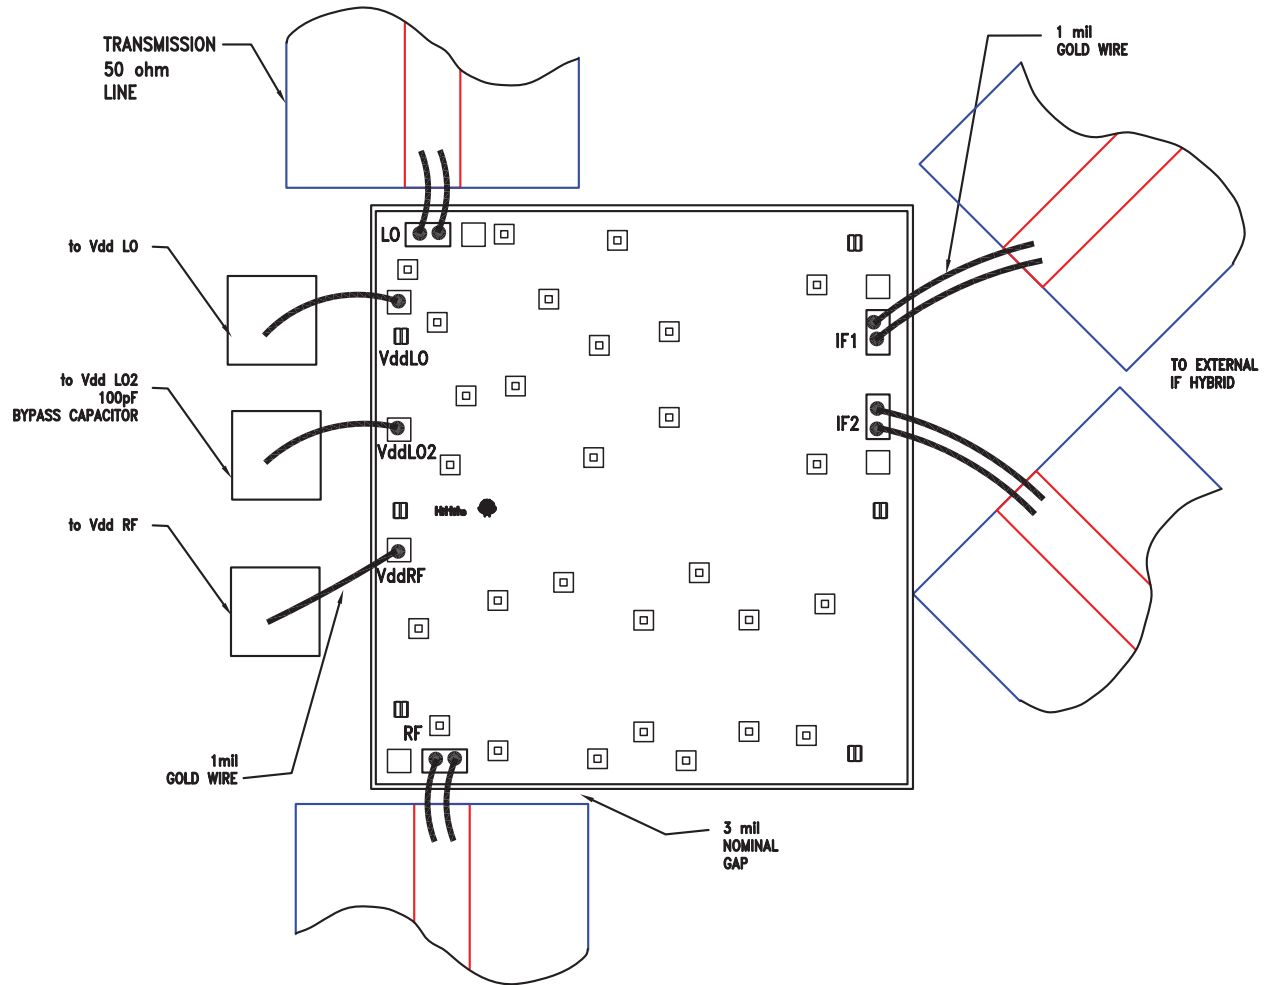 TRANSMISSION
50 ohm
LINE
1 mil
GOLD WIRE
LO
to Vdd LO
IF1
VddLO
TO EXTERNAL
IF HYBRID
to Vdd LO2
100pF
BYPASS CAPACITOR
IF2
VddLO2
Hittite
to Vdd RF
VddRF
RF
1mil
GOLD WIRE
3 mil
NOMINAL
GAP